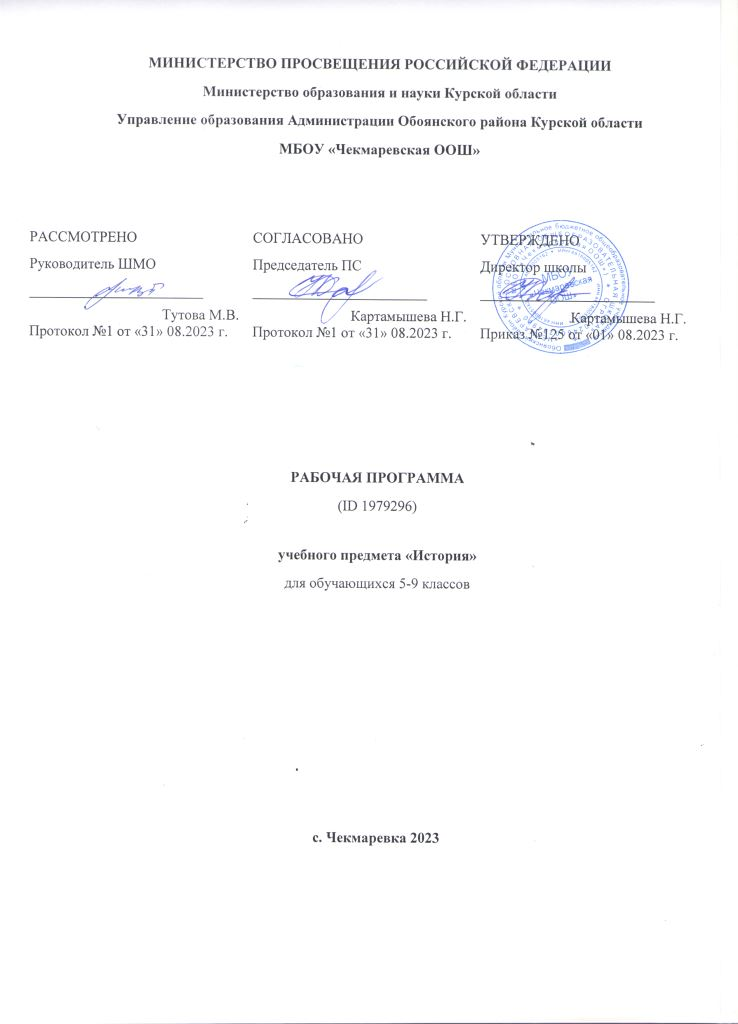 МИНИСТЕРСТВО ПРОСВЕЩЕНИЯ РОССИЙСКОЙ ФЕДЕРАЦИИ
Министерство образования и науки Курской области
Управление образования Администрации Обоянского района Курской области
МБОУ «Чекмаревская ООШ»
РАССМОТРЕНО
Руководитель ШМО
Тутова М.В.
Протокол №1 от «31» 08.2023 г.
СОГЛАСОВАНО
Председатель ПС
Картамышева Н.Г.
Протокол №1 от «31» 08.2023 г.
УТВЕРЖДЕНО
Директор школы
Картамышева Н.Г.
Приказ №125 от «01» 08.2023 г.
МБОУ
«Чекмаревская
ООШ»
РАБОЧАЯ ПРОГРАММА
(ID 1979296)
учебного предмета «История»
для обучающихся 5-9 классов
с. Чекмаревка 2023